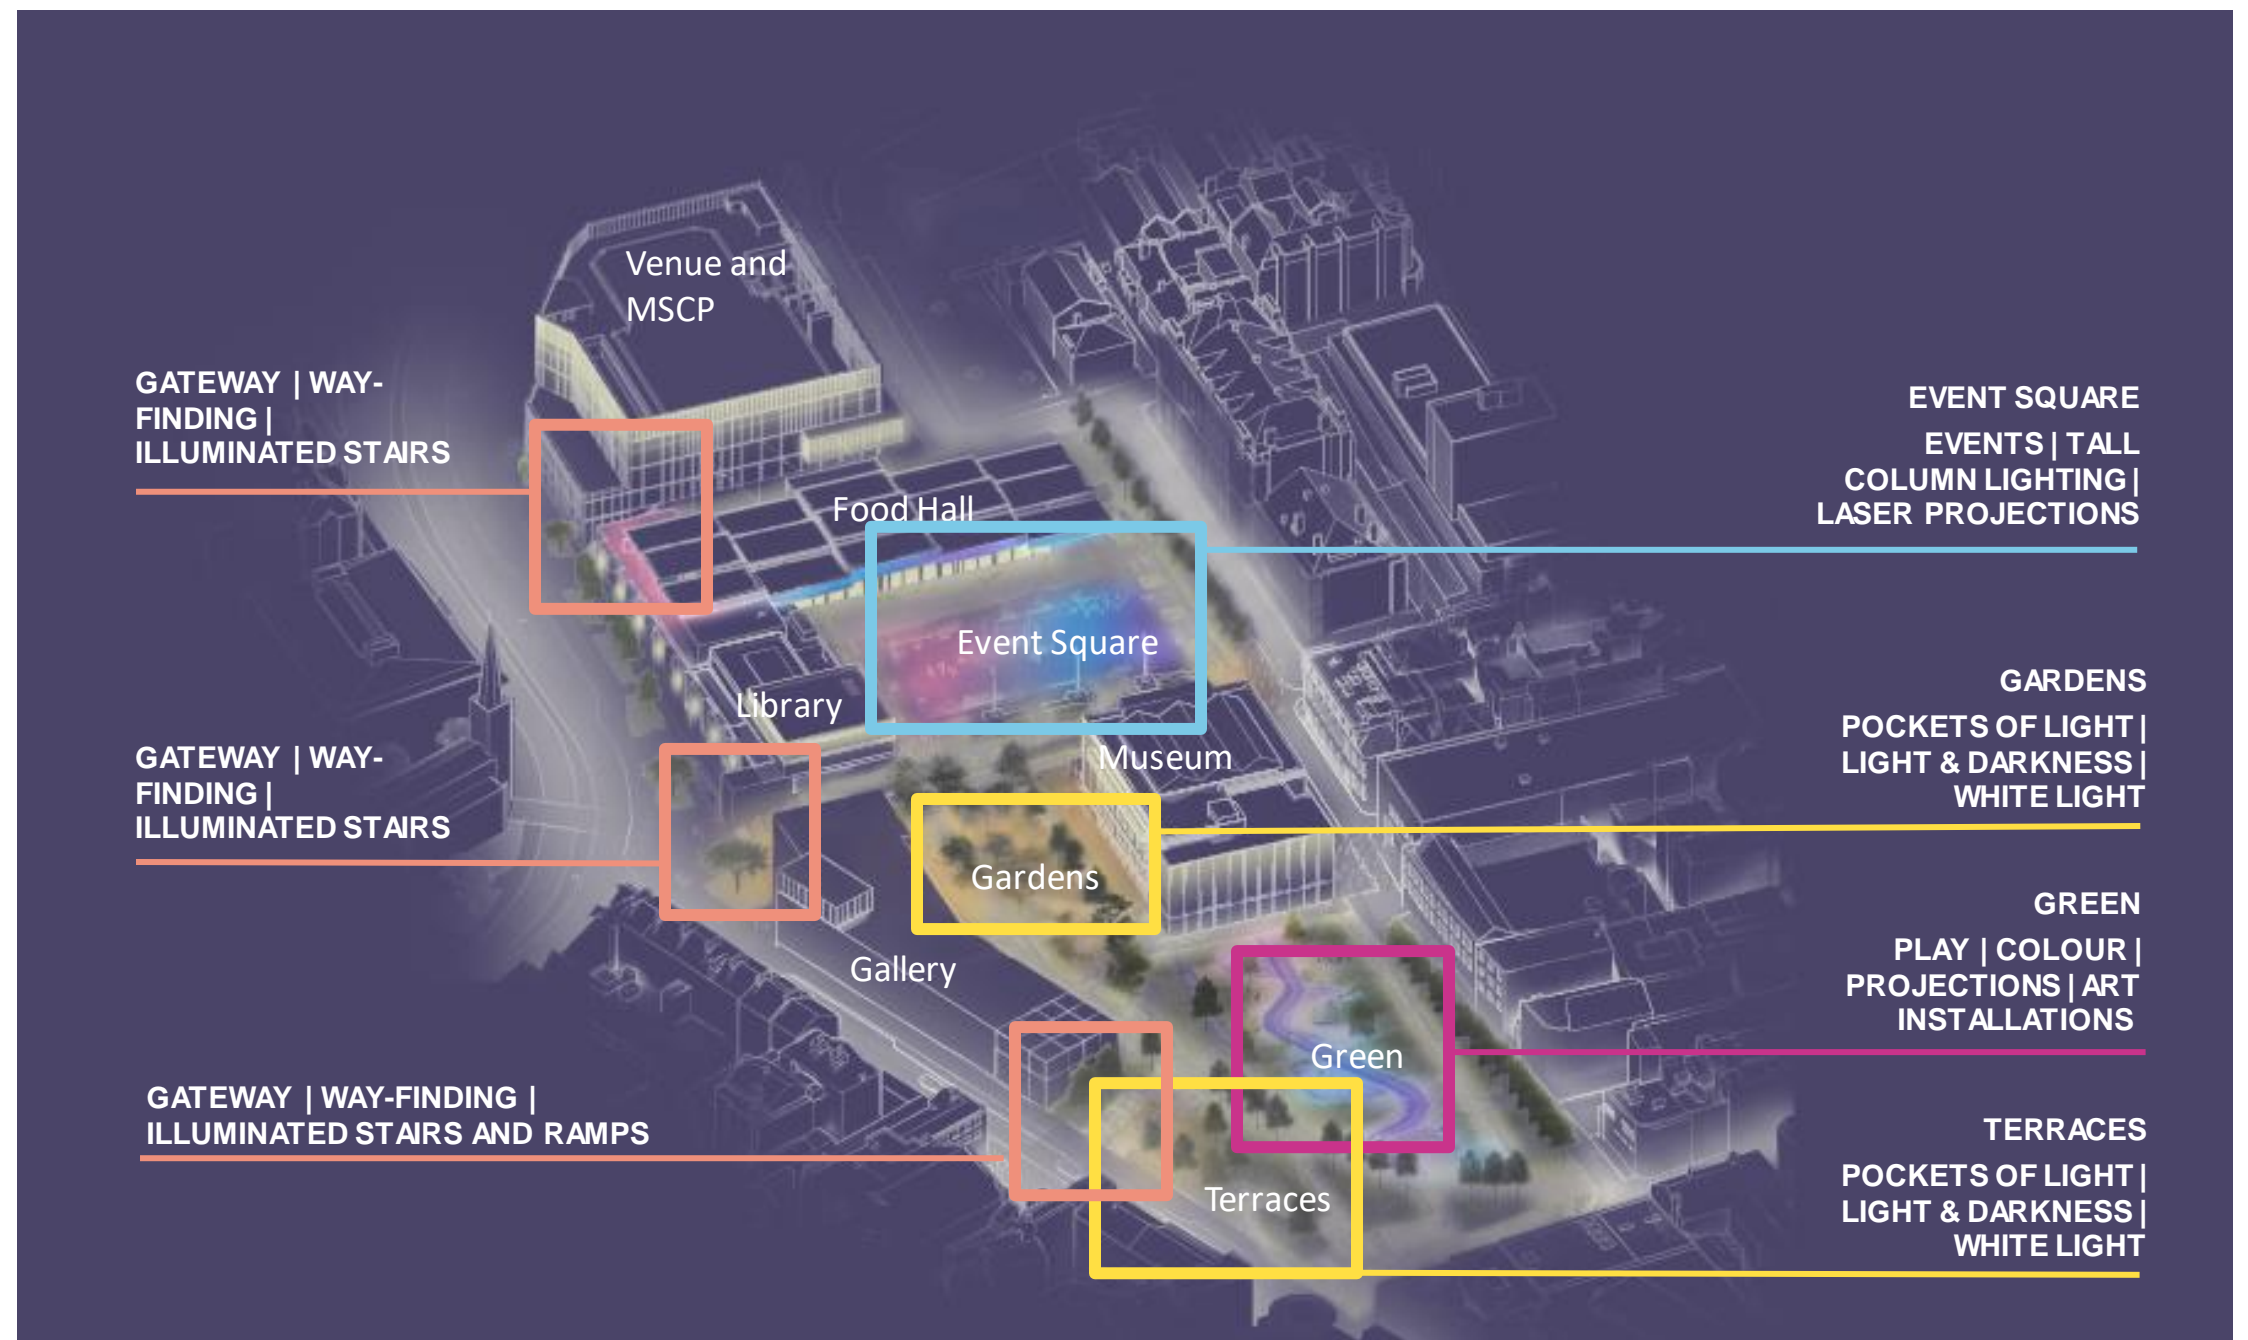 Venue and
MSCP
GATEWAY | WAY-
FINDING |
ILLUMINATED STAIRS
EVENT SQUARE
EVENTS | TALL
COLUMN LIGHTING |
LASER PROJECTIONS
Food Hall
Event Square
Library
Museum
GARDENS
POCKETS OF LIGHT |
LIGHT & DARKNESS |
WHITE LIGHT
GATEWAY | WAY-
FINDING |
ILLUMINATED STAIRS
Gardens
Gallery
GREEN
PLAY | COLOUR |
PROJECTIONS | ART
INSTALLATIONS
Green
GATEWAY | WAY-FINDING |
ILLUMINATED STAIRS AND RAMPS
Terraces
TERRACES
POCKETS OF LIGHT |
LIGHT & DARKNESS |
WHITE LIGHT